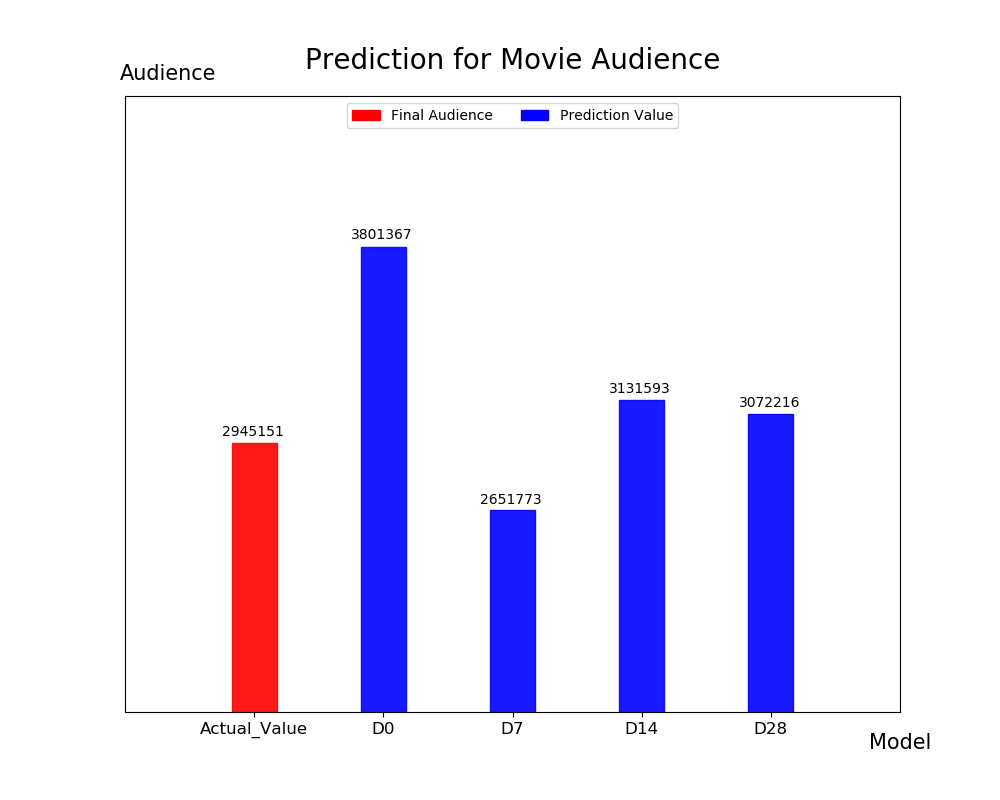 Prediction for Movie Audience
Audience
Final Audience
Prediction Value
3801367
3131593
3072216
2945151
2651773
Actual_Value
D0
D7
D14
D28
Model